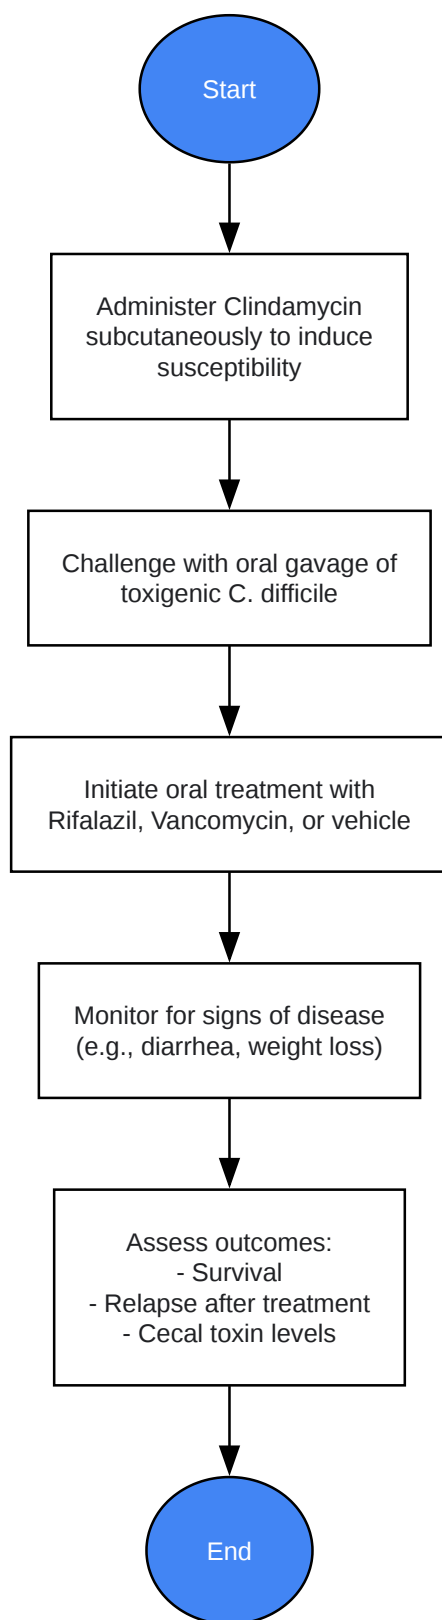 Start
Administer Clindamycin
subcutaneously to induce
susceptibility
Challenge with oral gavage of
toxigenic C. difficile
Initiate oral treatment with
Rifalazil, Vancomycin, or vehicle
Monitor for signs of disease
(e.g., diarrhea, weight loss)
Assess outcomes:
- Survival
- Relapse after treatment
- Cecal toxin levels
End